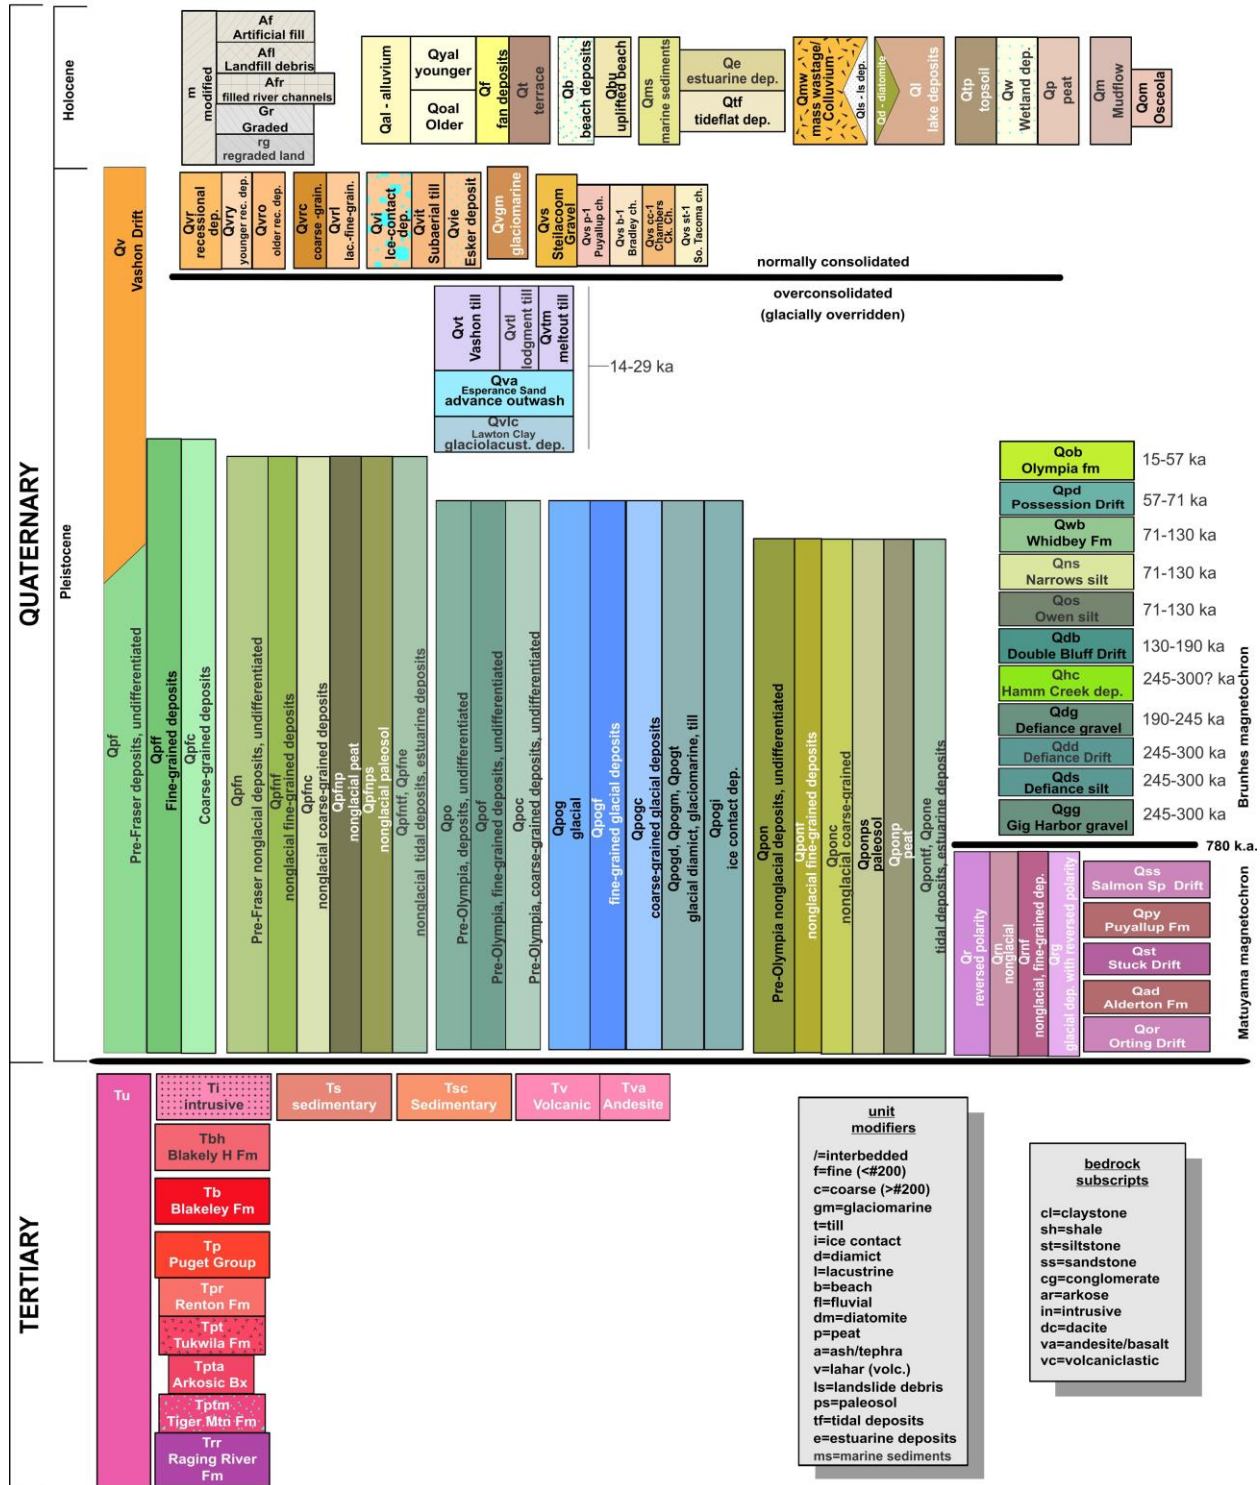 QUATERNARY
TERTIARY
Holocene
Pleistocene
m
modified
Af
Artificial fill
Afl
Landfill debris
Afr
filled river channels
Gr
Graded
rg
regraded land
Qal - alluvium
Qyal
younger
Qoal
Older
Qf
fan deposits
Qt
terrace
Qb
beach deposits
Qbu
uplifted beach
Qms
marine sediments
Qe
estuarine dep.
Qtf
tideflat dep.
Qmw
mass wastage/
Colluvium
Qls - ls dep.
Qd - diatomite
Ql
lake deposits
Qtp
topsoil
Qw
Wetland dep.
Qp
peat
Qm
Mudflow
Qom
Osceola
Qv
Vashon Drift
Qvr
recessional
dep.
Qvry
younger rec. dep.
Qvro
older rec. dep.
Qvrc
coarse -grain.
Qvrl
lac.-fine-grain.
Qvi
Ice-contact
dep.
Qvit
Subaerial till
Qvie
Esker deposit
Qvgm
glaciomarine
Qvs
Steilacoom
Gravel
Qvs p-1
Puyallup ch.
Qvs b-1
Bradley ch.
Qvs cc-1
Chambers
Ck. Ch.
Qvs st-1
So. Tacoma ch.
normally consolidated
overconsolidated
(glacially overridden)
Qvt
Vashon till
Qvtl
lodgment till
Qvtm
meltout till
Qva
Esperance Sand
advance outwash
Qvlc
Lawton Clay
glaciolacust. dep.
14-29 ka
Qpf
Pre-Fraser deposits, undifferentiated
Qpff
Fine-grained deposits
Qpfc
Coarse-grained deposits
Qpfn
Pre-Fraser nonglacial deposits, undifferentiated
Qpfnf
nonglacial fine-grained deposits
Qpfnc
nonglacial coarse-grained deposits
Qpfnp
nonglacial peat
Qpfnps
nonglacial paleosol
Qpfntf, Qpfne
nonglacial tidal deposits, estuarine deposits
Qpo
Pre-Olympia, deposits, undifferentiated
Qpof
Pre-Olympia, fine-grained deposits, undifferentiated
Qpoc
Pre-Olympia, coarse-grained deposits, undifferentiated
Qpog
glacial
Qpogf
fine-grained glacial deposits
Qpogc
coarse-grained glacial deposits
Qpogd, Qpogm, Qpogt
glacial diamict, glaciomarine, till
Qpogi
ice contact dep.
Qpon
Pre-Olympia nonglacial deposits, undifferentiated
Qponf
nonglacial fine-grained deposits
Qponc
nonglacial coarse-grained
Qponps
paleosol
Qponp
peat
Qpontf, Qpone
tidal deposits, estuarine deposits
Qob
Olympia fm
15-57 ka
Qpd
Possession Drift
57-71 ka
Qwb
Whidbey Fm
71-130 ka
Qns
Narrows silt
71-130 ka
Qos
Owen silt
71-130 ka
Qdb
Double Bluff Drift
130-190 ka
Qhc
Hamm Creek dep.
245-300? ka
Qdg
Defiance gravel
190-245 ka
Qdd
Defiance Drift
245-300 ka
Qds
Defiance silt
245-300 ka
Qgg
Gig Harbor gravel
245-300 ka
Brunhes magnetochron
780 k.a.
Qr
reversed polarity
Qrn
nonglacial
Qrnf
nonglacial, fine-grained dep.
Qrg
glacial dep. with reversed polarity
Qss
Salmon Sp Drift
Qpy
Puyallup Fm
Qst
Stuck Drift
Qad
Alderton Fm
Qor
Orting Drift
Matuyama magnetochron
Tu
Ti
intrusive
Ts
sedimentary
Tsc
Sedimentary
Tv
Volcanic
Tva
Andesite
Tbh
Blakely H Fm
Tb
Blakeley Fm
Tp
Puget Group
Tpr
Renton Fm
Tpt
Tukwila Fm
Tpta
Arkosic Bx
Tptm
Tiger Mtn Fm
Trr
Raging River
Fm
unit
modifiers
/=interbedded
f=fine (<#200)
c=coarse (>#200)
gm=glaciomarine
t=till
i=ice contact
d=diamict
l=lacustrine
b=beach
fl=fluvial
dm=diatomite
p=peat
a=ash/tephra
v=lahar (volc.)
ls=landslide debris
ps=paleosol
tf=tidal deposits
e=estuarine deposits
ms=marine sediments
bedrock
subscripts
cl=claystone
sh=shale
st=siltstone
ss=sandstone
cg=conglomerate
ar=arkose
in=intrusive
dc=dacite
va=andesite/basalt
vc=volcaniclastic